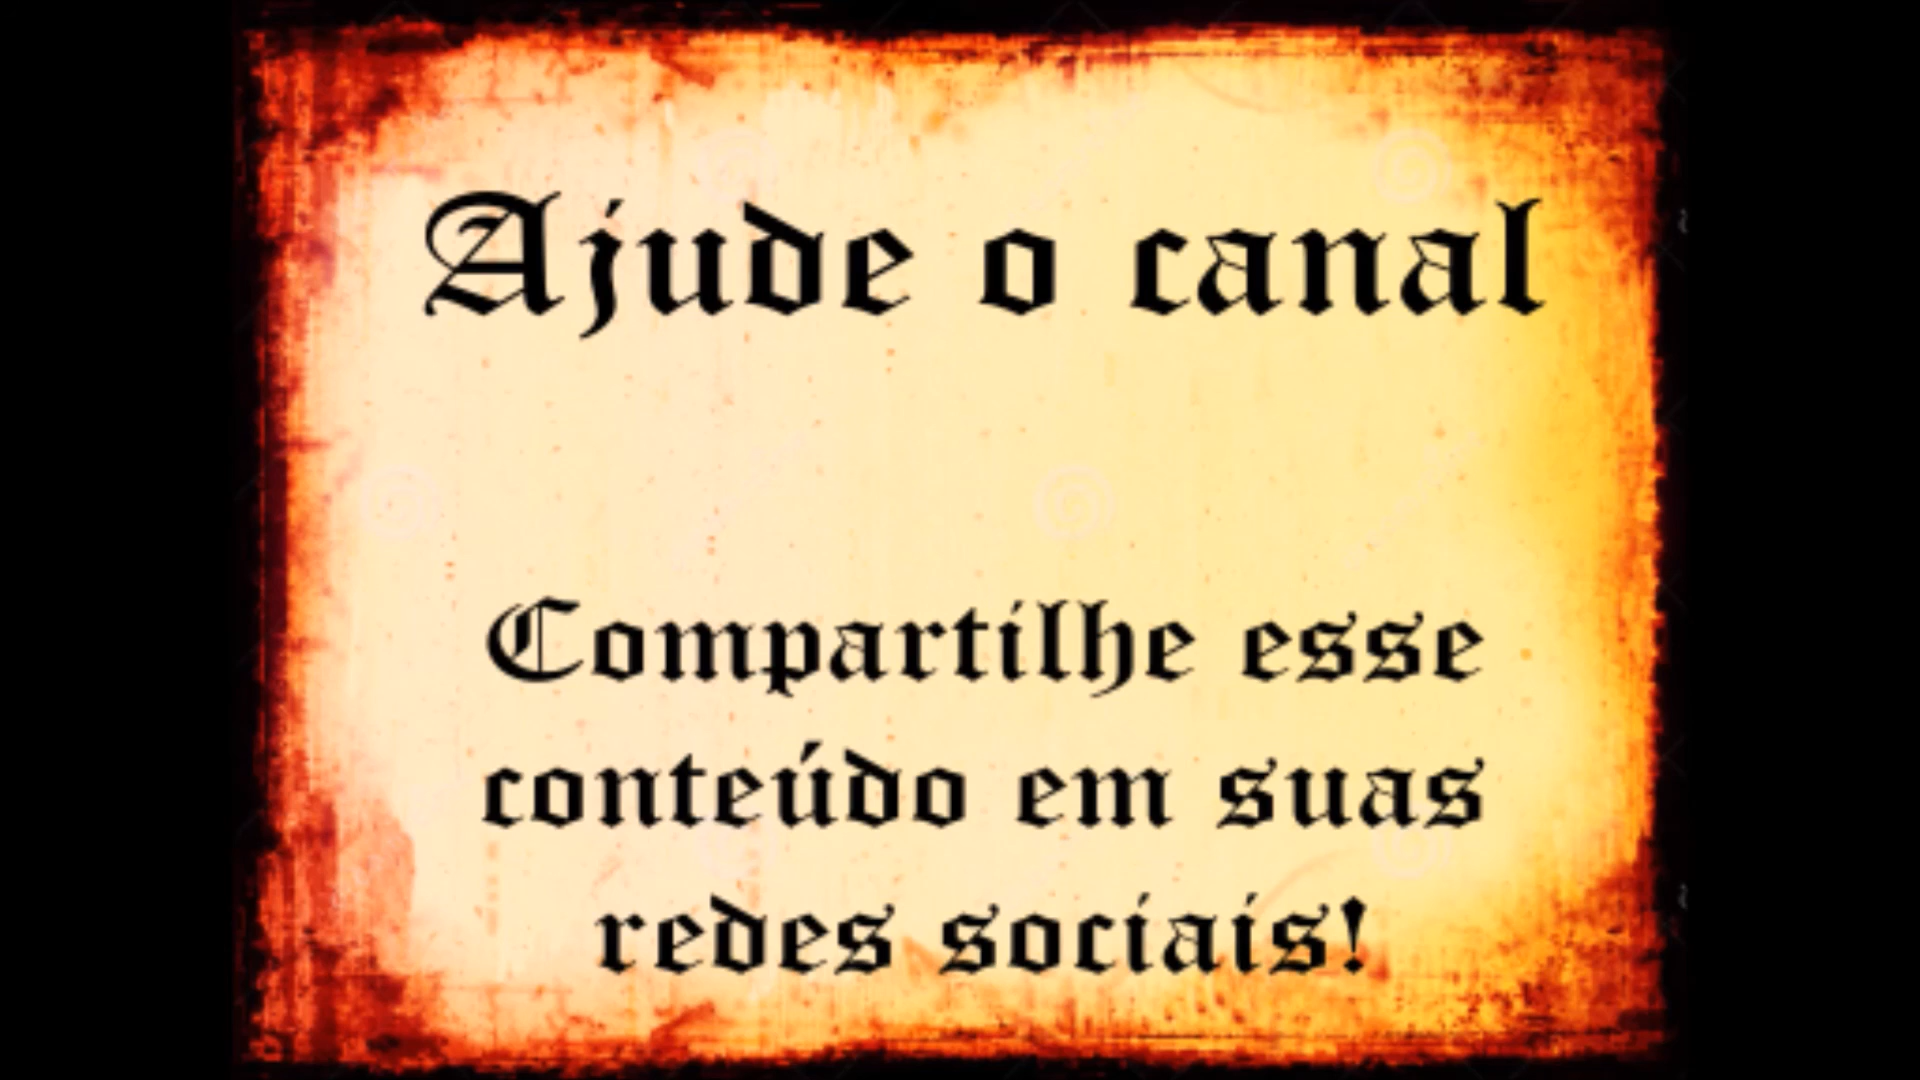 Ajude o canal
Compartilhe esse
conteúdo em suas
redes sociais!